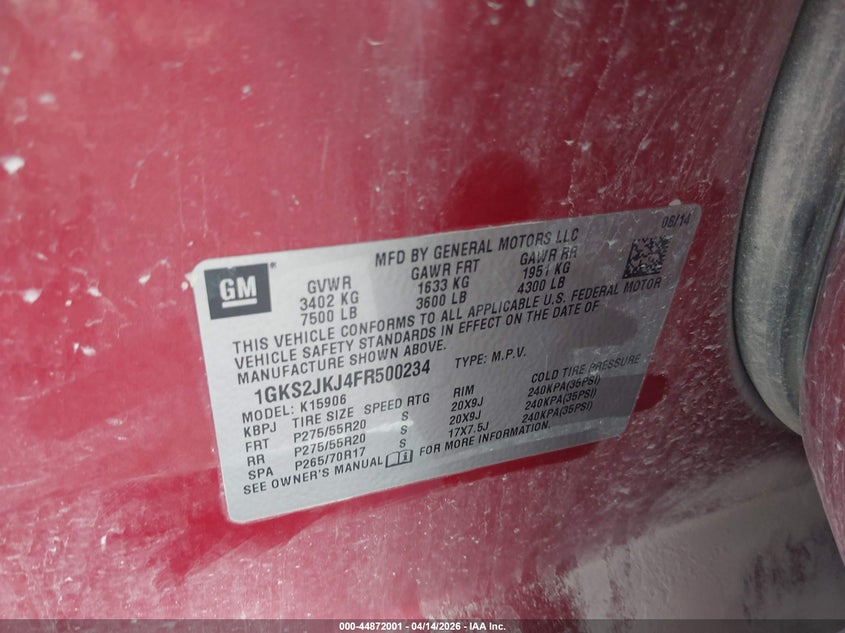 08/14
MFD BY GENERAL MOTORS LLC
GM
GVWR GAWR FRT GAWR RR
3402 KG 1633 KG 1951 KG
7500 LB 3600 LB 4300 LB
THIS VEHICLE CONFORMS TO ALL APPLICABLE U.S. FEDERAL MOTOR
VEHICLE SAFETY STANDARDS IN EFFECT ON THE DATE OF
MANUFACTURE SHOWN ABOVE.
1GKS2JKJ4FR500234 TYPE: M.P.V.
MODEL: K15906
KBPJ TIRE SIZE SPEED RTG RIM COLD TIRE PRESSURE
FRT P275/55R20 S 20X9J 240KPA(35PSI)
RR P275/55R20 S 20X9J 240KPA(35PSI)
SPA P265/70R17 S 17X7.5J 240KPA(35PSI)
SEE OWNER'S MANUAL FOR MORE INFORMATION.
000-44872001 - 04/14/2026 - IAA Inc.